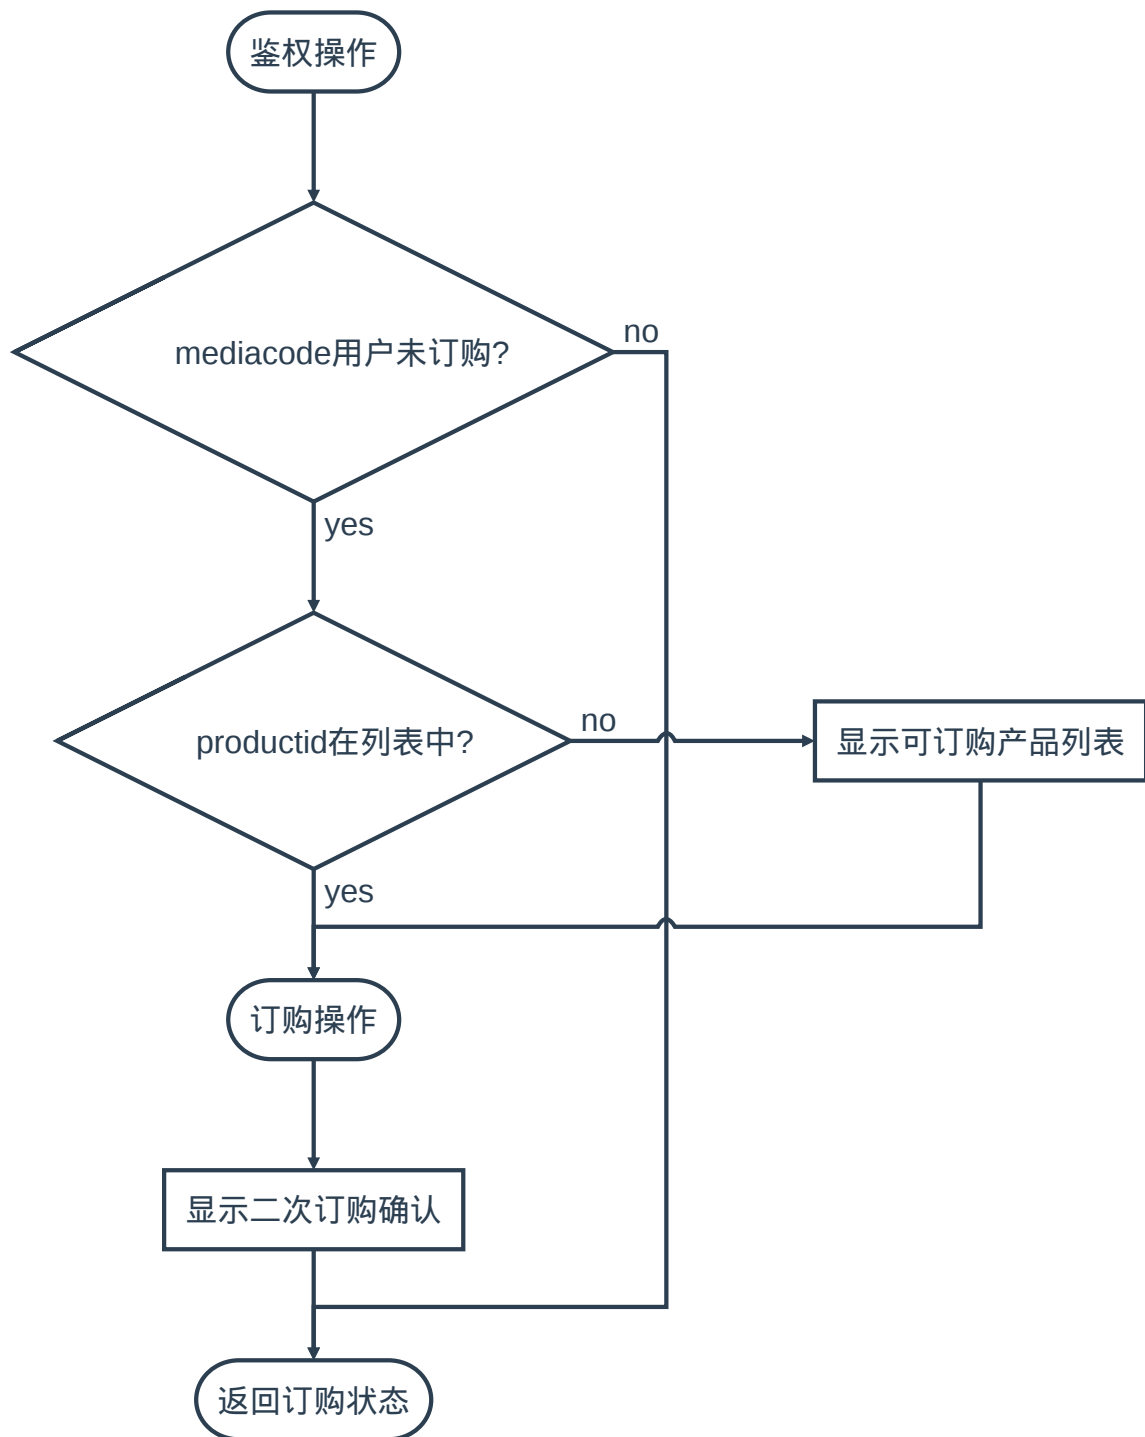 鉴权操作
mediacode用户未订购?
no
yes
productid在列表中?
no
显示可订购产品列表
yes
订购操作
显示二次订购确认
返回订购状态